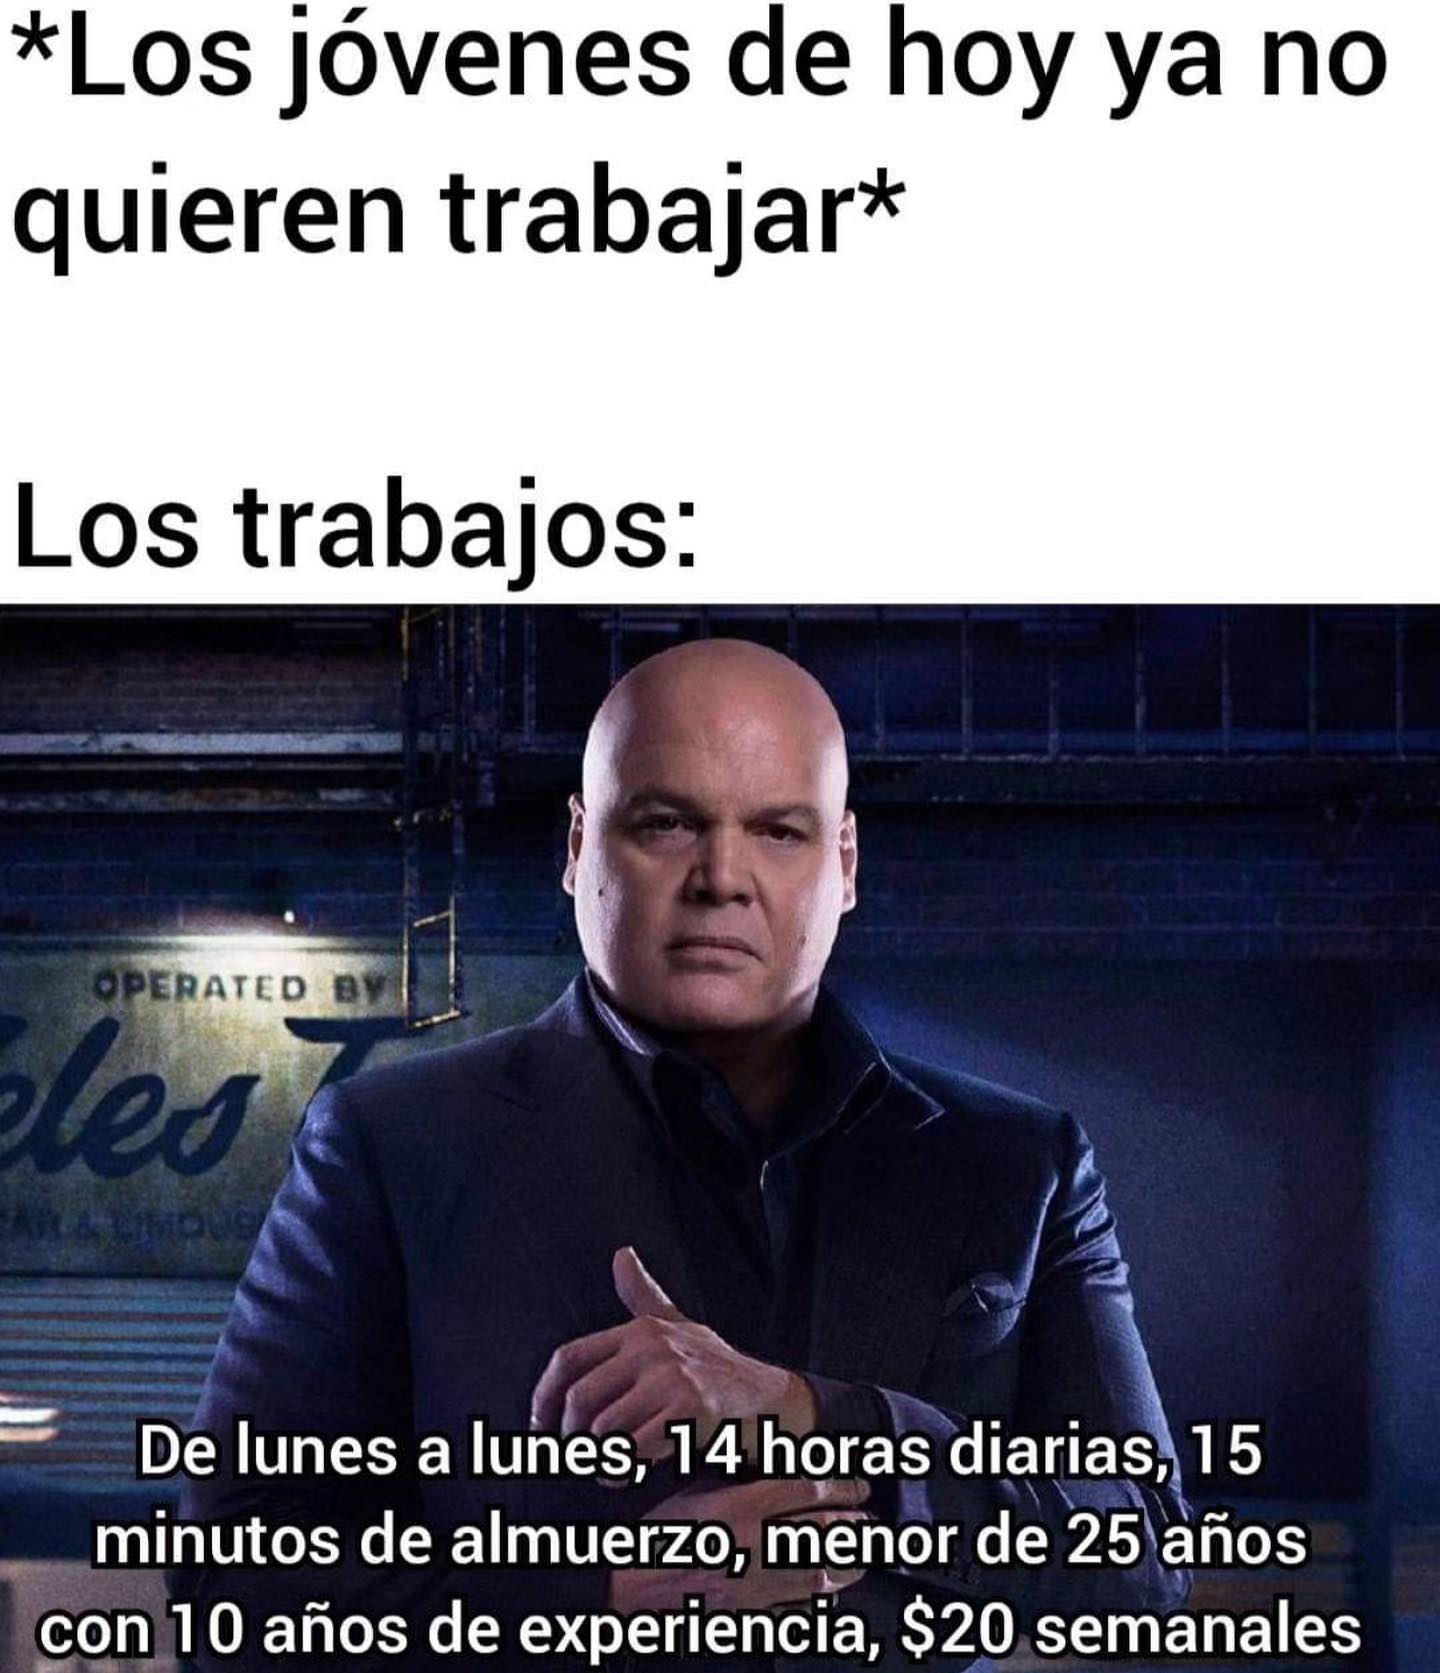 *Los jóvenes de hoy ya no
quieren trabajar*
Los trabajos:
OPERATED BY
De lunes a lunes, 14 horas diarias, 15
minutos de almuerzo, menor de 25 años
con 10 años de experiencia, $20 semanales